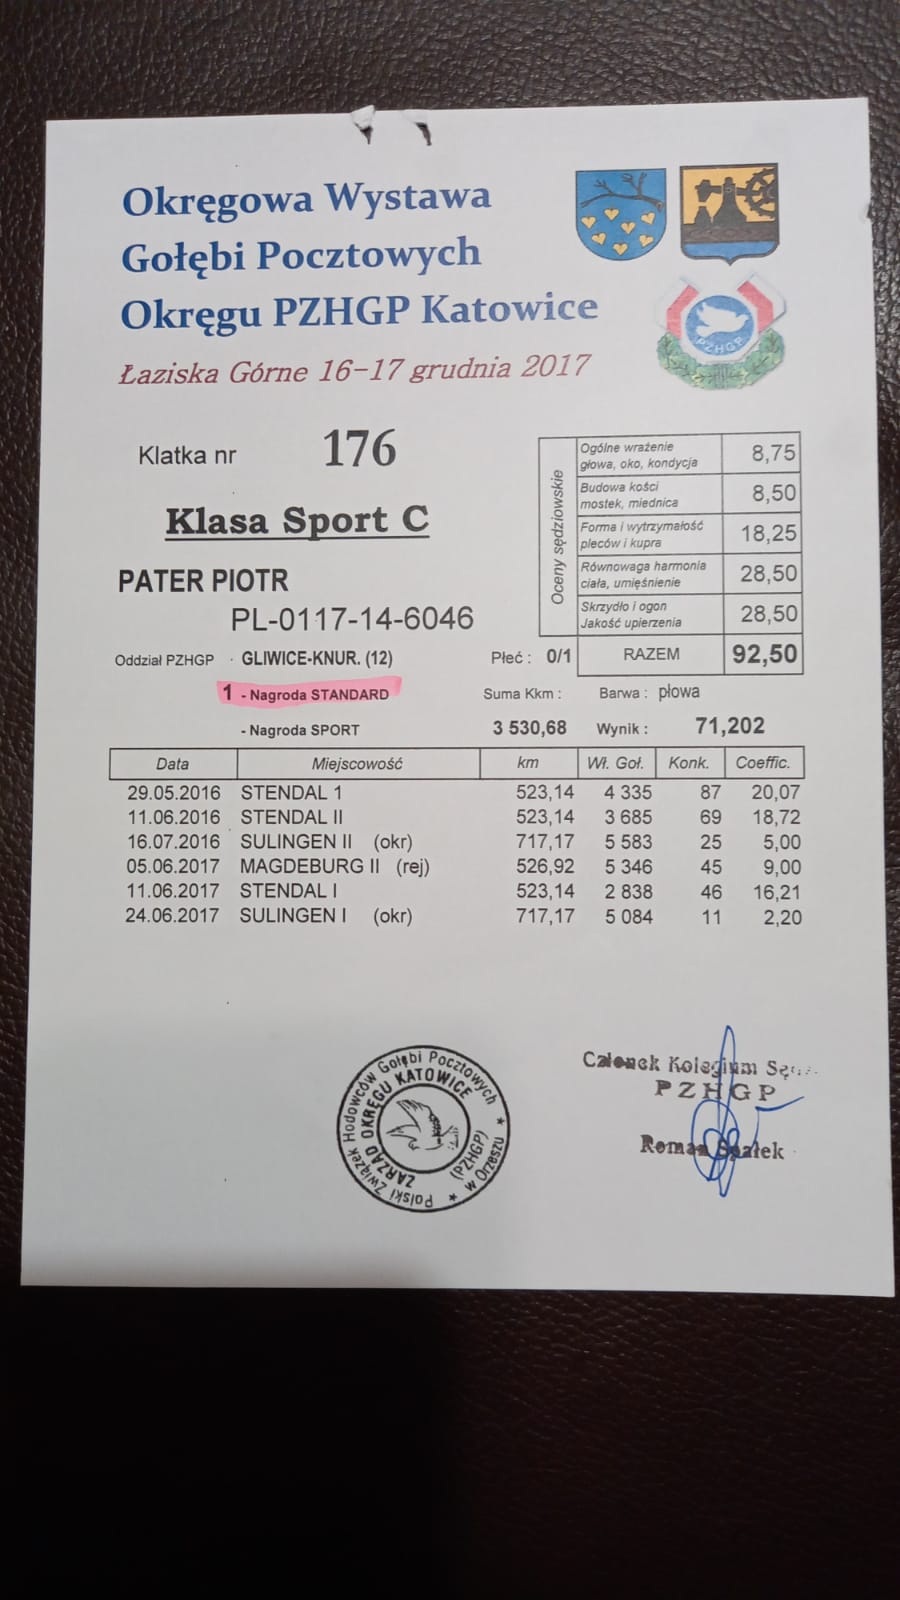 Okręgowa Wystawa
Gołębi Pocztowych
Okręgu PZHGP Katowice
PZHGP
Łaziska Górne 16-17 grudnia 2017
Klatka nr 176
Klasa Sport C
PATER PIOTR
PL-0117-14-6046
Oceny sędziowskie
Ogólne wrażenie
głowa, oko, kondycja 8,75
Budowa kości
mostek, miednica 8,50
Forma i wytrzymałość
pleców i kupra 18,25
Równowaga harmonia
ciała, umięśnienie 28,50
Skrzydło i ogon
Jakość upierzenia 28,50
Oddział PZHGP GLIWICE-KNUR. (12) Płeć : 0/1 RAZEM 92,50
1 - Nagroda STANDARD Suma Kkm : Barwa : płowa
- Nagroda SPORT 3 530,68 Wynik : 71,202
Data Miejscowość km Wł. Goł. Konk. Coeffic.
29.05.2016 STENDAL 1 523,14 4 335 87 20,07
11.06.2016 STENDAL II 523,14 3 685 69 18,72
16.07.2016 SULINGEN II (okr) 717,17 5 583 25 5,00
05.06.2017 MAGDEBURG II (rej) 526,92 5 346 45 9,00
11.06.2017 STENDAL I 523,14 2 838 46 16,21
24.06.2017 SULINGEN I (okr) 717,17 5 084 11 2,20
Polski Związek Hodowców Gołębi Pocztowych
ZARZĄD OKRĘGU KATOWICE
(PZHGP)
w Orzeszu
Członek Kolegium
PZHGP
Roman Spałek